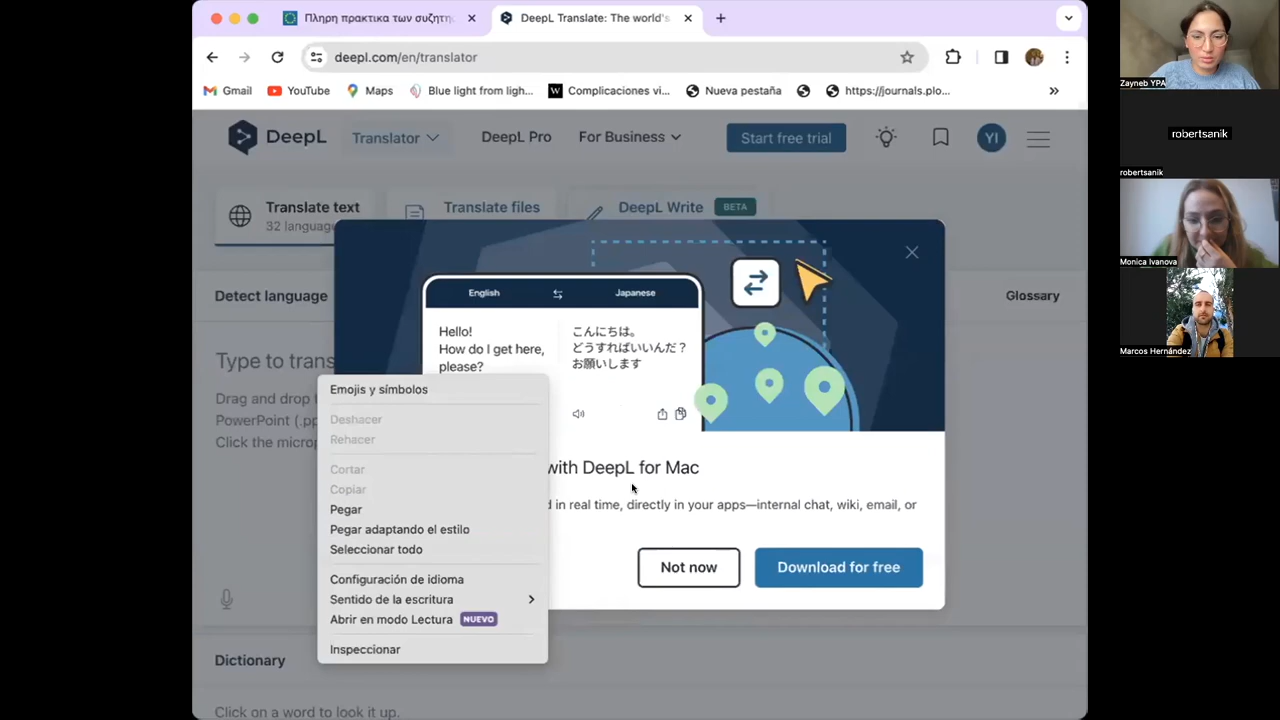 Πληρη πρακτικα των συζητη
DeepL Translate: The world's
deepl.com/en/translator
Gmail
YouTube
Maps
Blue light from ligh...
Complicaciones vi...
Nueva pestaña
https://journals.plo...
DeepL
Translator
DeepL Pro
For Business
Start free trial
YI
Translate text
32 language
Translate files
DeepL Write
BETA
Detect language
Glossary
English
Japanese
Hello!
How do I get here,
please?
こんにちは。
どうすればいいんだ？
お願いします
Type to trans
Drag and drop t
PowerPoint (.pp
Click the microp
Emojis y símbolos
Deshacer
Rehacer
Cortar
Copiar
Pegar
Pegar adaptando el estilo
Seleccionar todo
Configuración de idioma
Sentido de la escritura
Abrir en modo Lectura NUEVO
Inspeccionar
with DeepL for Mac
d in real time, directly in your apps—internal chat, wiki, email, or
Not now
Download for free
Dictionary
Click on a word to look it up.
Zayneb YPA
robertsanik
robertsanik
Monica Ivanova
Marcos Hernández